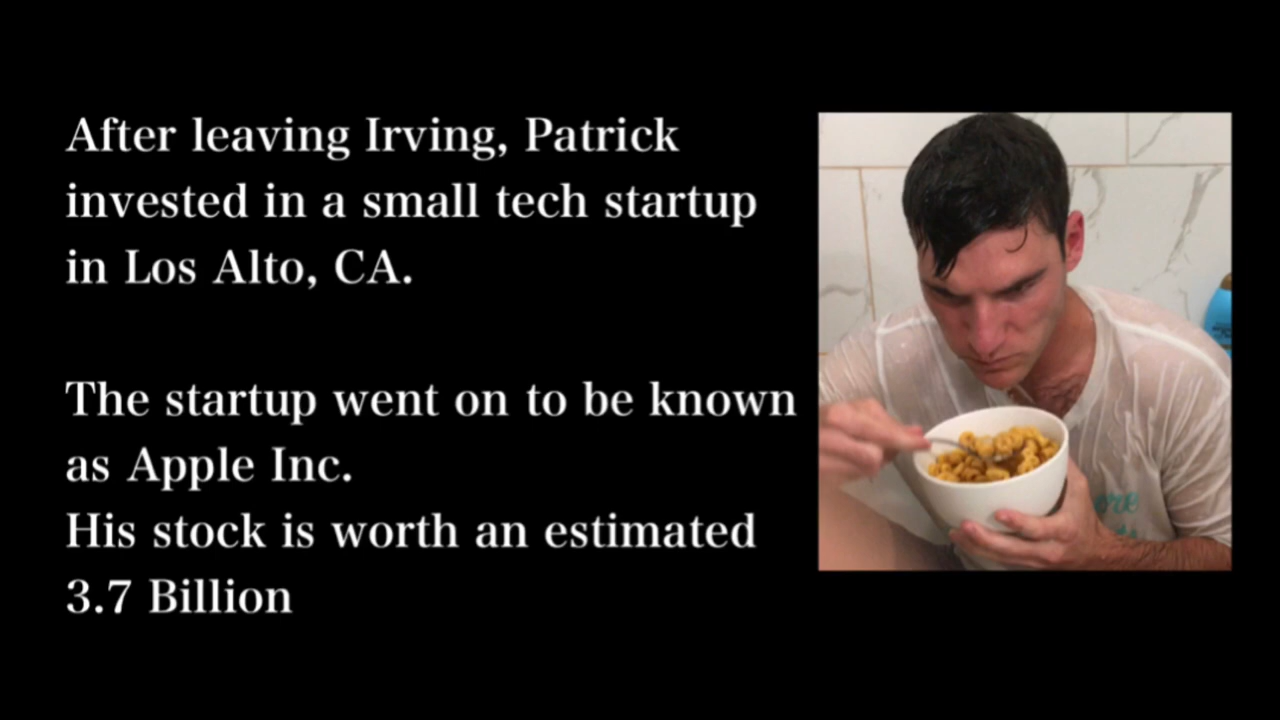 After leaving Irving, Patrick
invested in a small tech startup
in Los Alto, CA.
The startup went on to be known
as Apple Inc.
His stock is worth an estimated
3.7 Billion